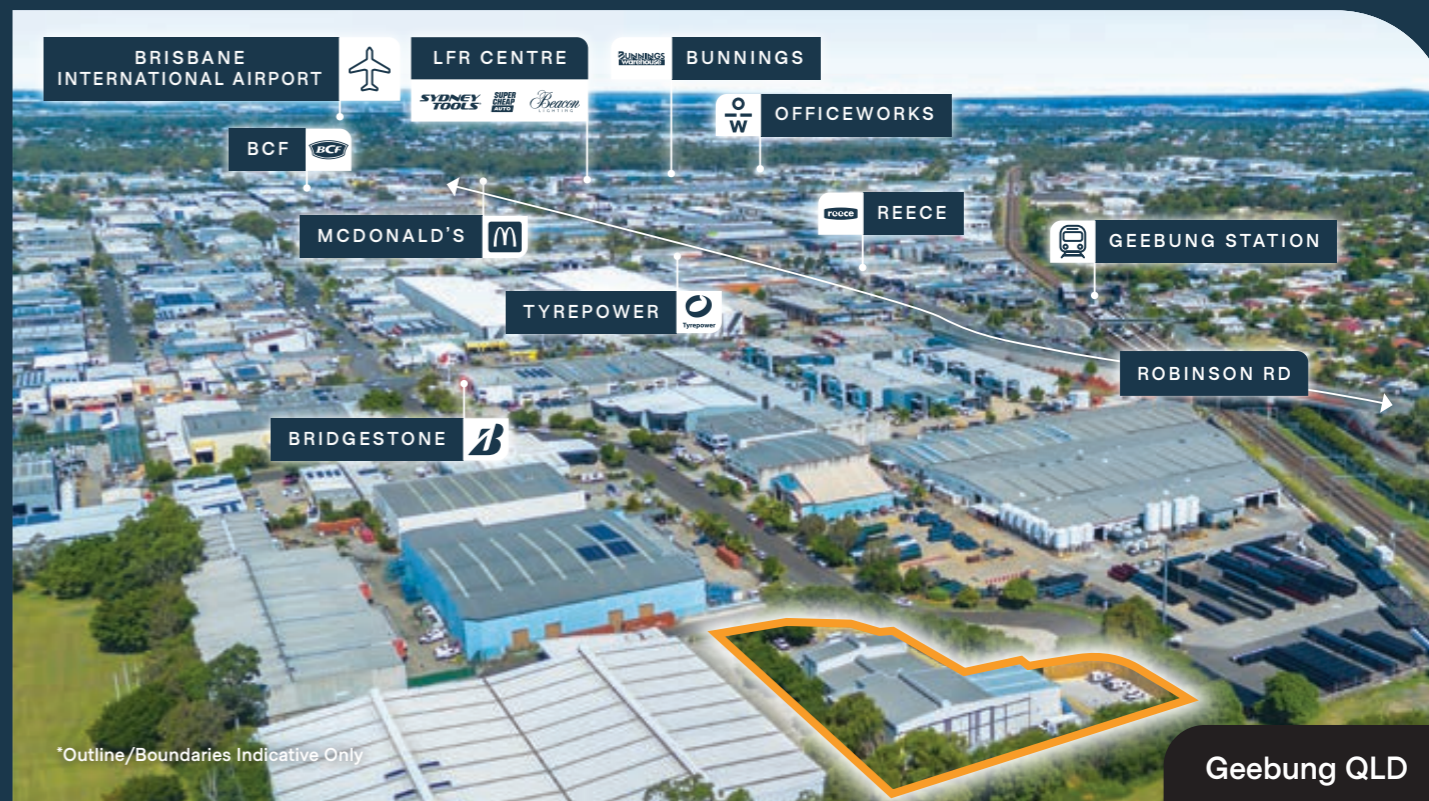 BRISBANE
INTERNATIONAL AIRPORT
LFR CENTRE
SYDNEY
TOOLS
SUPER
CHEAP
AUTO
Beacon
LIGHTING
BUNNINGS
warehouse
BUNNINGS
O
W
OFFICEWORKS
BCF
BCF
MCDONALD'S
reece
REECE
GEEBUNG STATION
TYREPOWER
Tyrepower
ROBINSON RD
BRIDGESTONE
*Outline/Boundaries Indicative Only
Geebung QLD